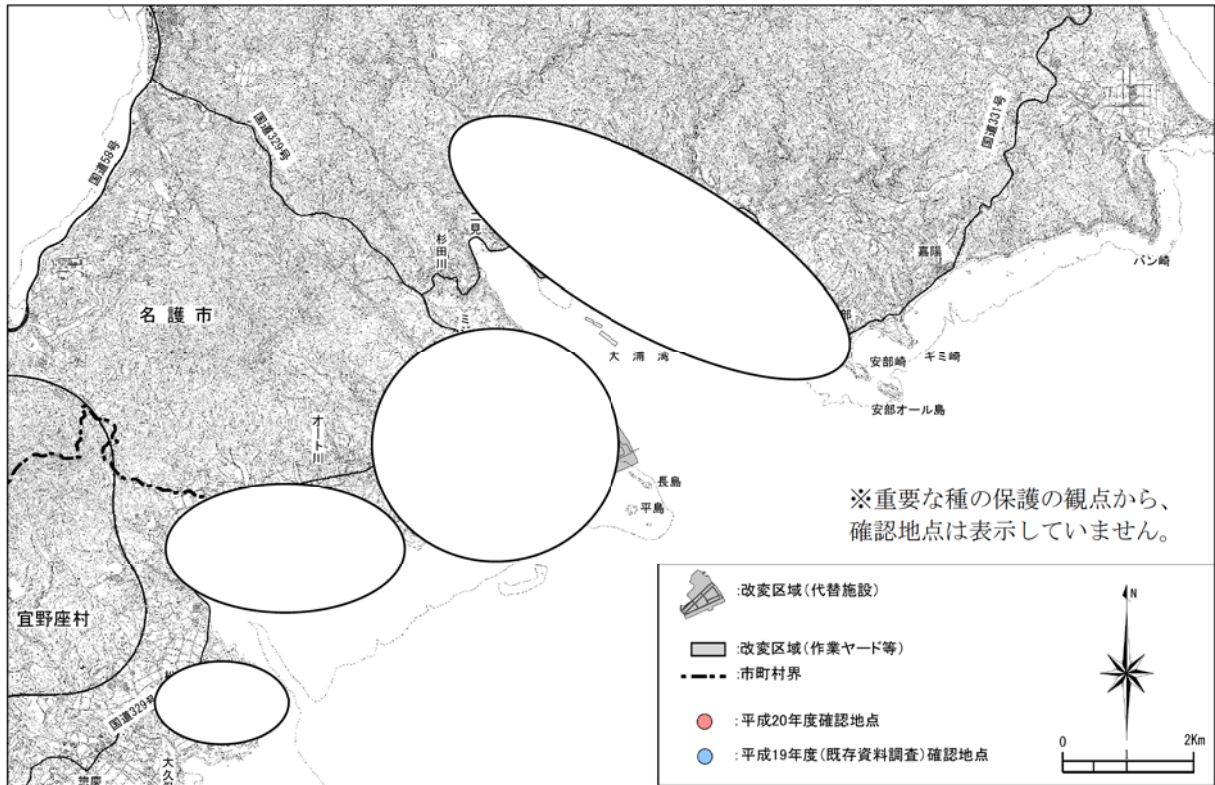 国道58号
国道329号
国道331号
二見
杉田川
嘉陽
バン崎
名護市
大浦湾
安部崎
ギミ崎
安部オール島
オート川
長島
平島
※重要な種の保護の観点から、
確認地点は表示していません。
宜野座村
国道329号
:改変区域(代替施設)
:改変区域(作業ヤード等)
:市町村界
:平成20年度確認地点
:平成19年度(既存資料調査)確認地点
N
0 2Km